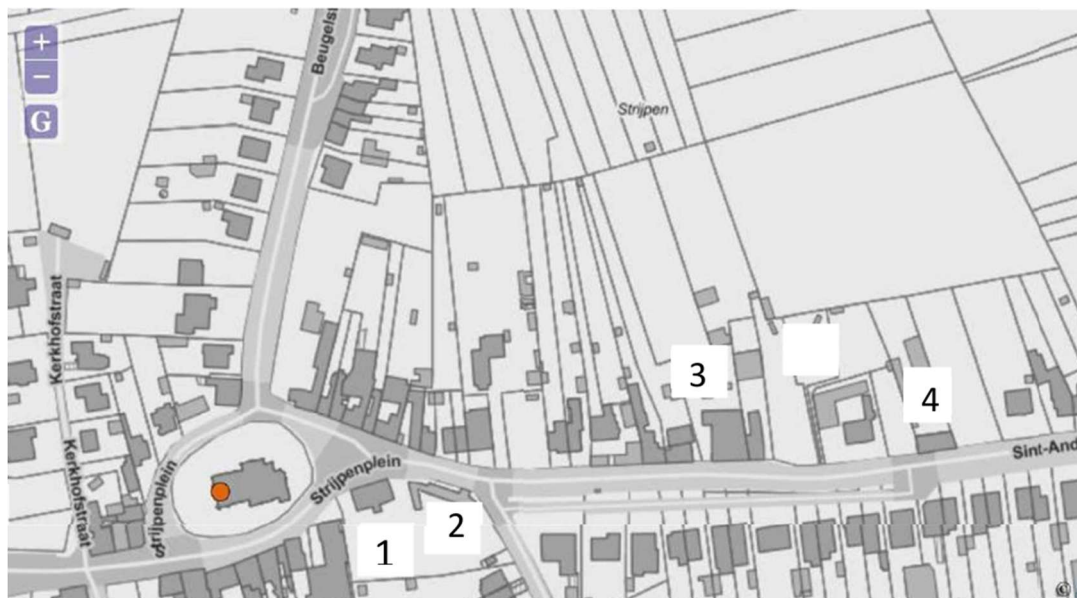 +
Beugelst
−
G
Strijpen
Kerkhofstraat
3
4
Strijpenplein
Sint-And
Kerkhofstraat
Strijpenplein
2
1
©